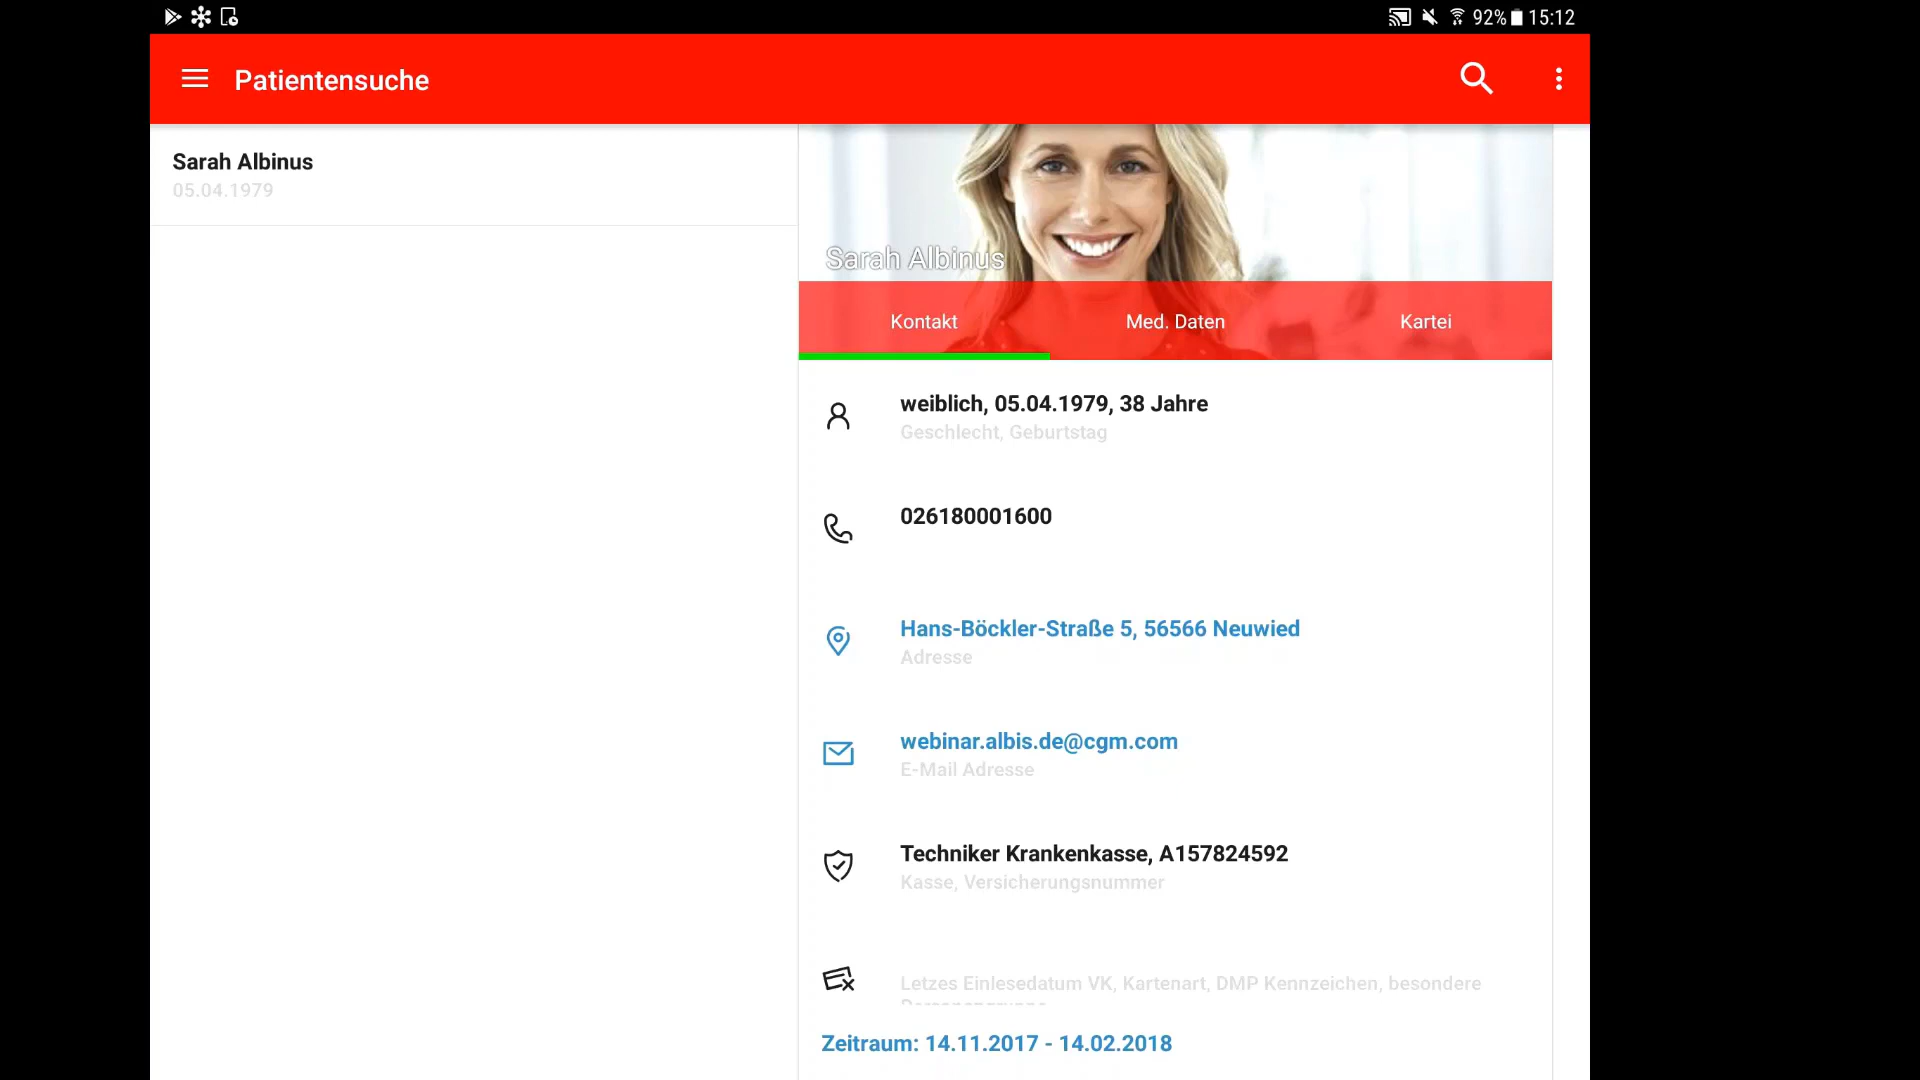 92% 15:12
Patientensuche
Sarah Albinus
05.04.1979
Sarah Albinus
Kontakt Med. Daten Kartei
weiblich, 05.04.1979, 38 Jahre
Geschlecht, Geburtstag
026180001600
Hans-Böckler-Straße 5, 56566 Neuwied
Adresse
webinar.albis.de@cgm.com
E-Mail Adresse
Techniker Krankenkasse, A157824592
Kasse, Versicherungsnummer
Letzes Einlesedatum VK, Kartenart, DMP Kennzeichen, besondere
Zeitraum: 14.11.2017 - 14.02.2018